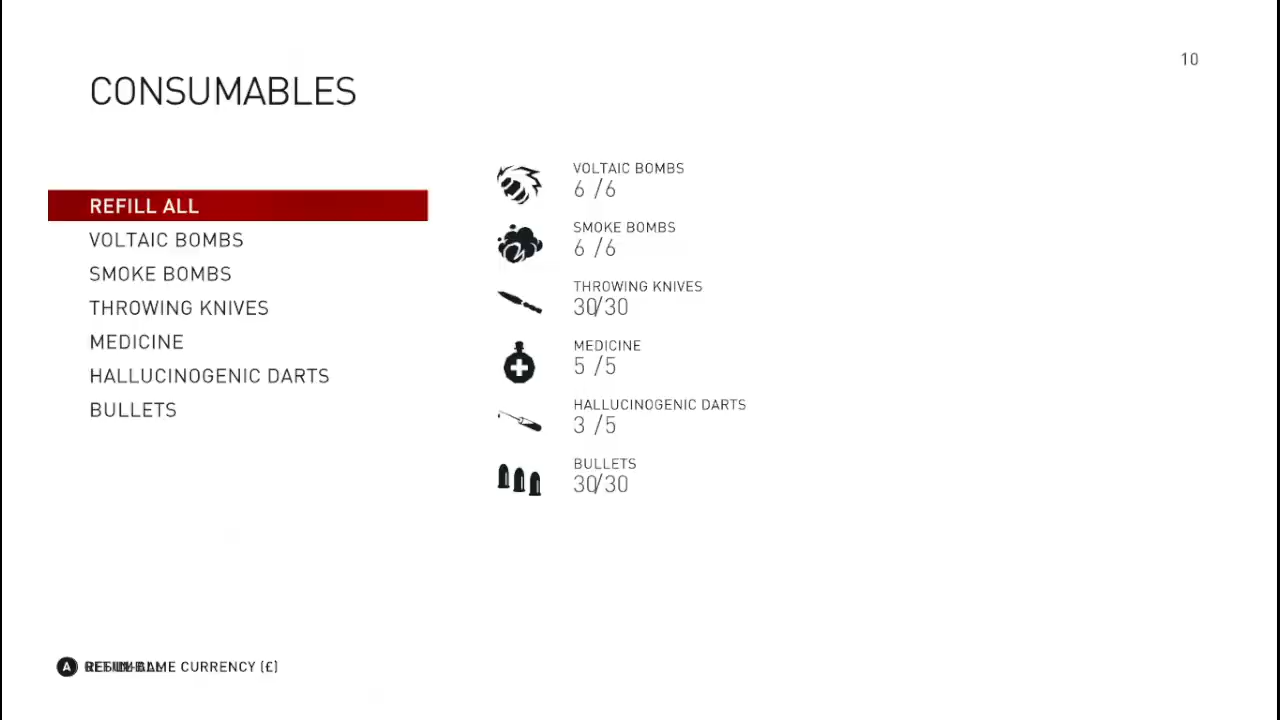 10
CONSUMABLES
REFILL ALL
VOLTAIC BOMBS
SMOKE BOMBS
THROWING KNIVES
MEDICINE
HALLUCINOGENIC DARTS
BULLETS
VOLTAIC BOMBS
6 /6
SMOKE BOMBS
6 /6
THROWING KNIVES
30/30
MEDICINE
5 /5
HALLUCINOGENIC DARTS
3 /5
BULLETS
30/30
A CURRENCY (£)